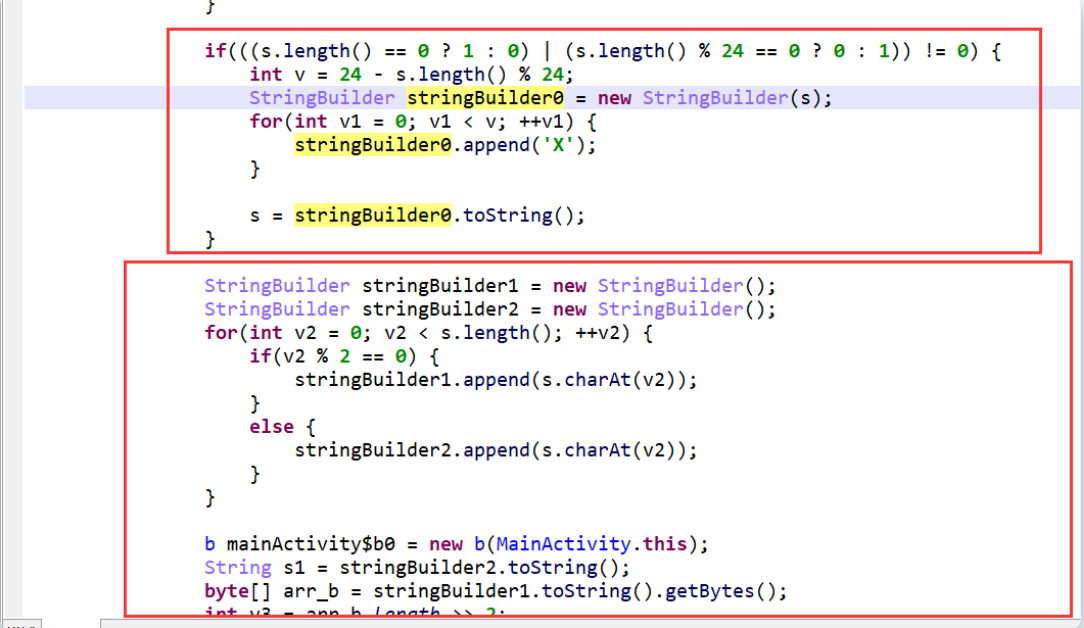 }
if(((s.length() == 0 ? 1 : 0) | (s.length() % 24 == 0 ? 0 : 1)) != 0) {
int v = 24 - s.length() % 24;
StringBuilder stringBuilder0 = new StringBuilder(s);
for(int v1 = 0; v1 < v; ++v1) {
stringBuilder0.append('X');
}
s = stringBuilder0.toString();
}
StringBuilder stringBuilder1 = new StringBuilder();
StringBuilder stringBuilder2 = new StringBuilder();
for(int v2 = 0; v2 < s.length(); ++v2) {
if(v2 % 2 == 0) {
stringBuilder1.append(s.charAt(v2));
}
else {
stringBuilder2.append(s.charAt(v2));
}
}
b mainActivity$b0 = new b(MainActivity.this);
String s1 = stringBuilder2.toString();
byte[] arr_b = stringBuilder1.toString().getBytes();
int v3 = arr_b.length >> 2;